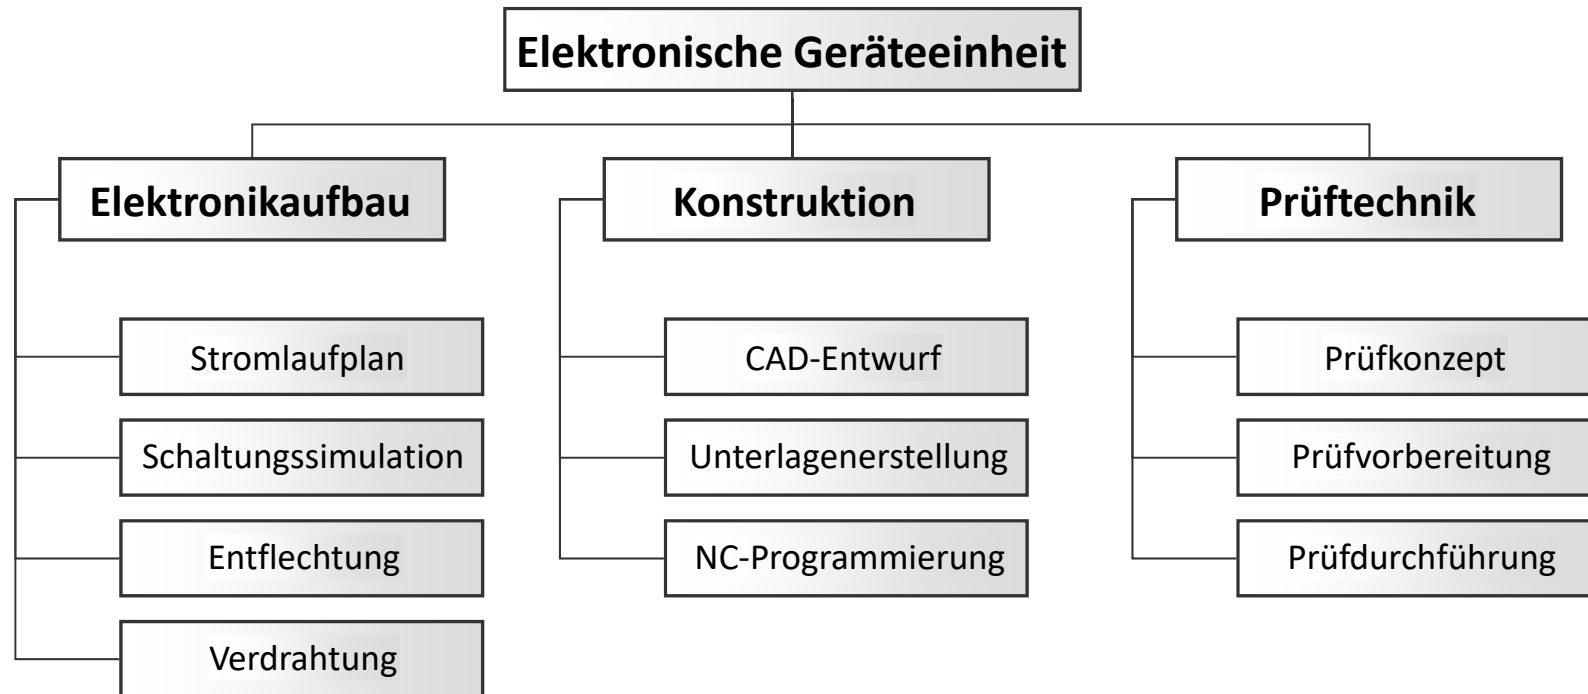 Elektronische Geräteeinheit
Elektronikaufbau
Stromlaufplan
Schaltungssimulation
Entflechtung
Verdrahtung
Konstruktion
CAD-Entwurf
Unterlagenerstellung
NC-Programmierung
Prüftechnik
Prüfkonzept
Prüfvorbereitung
Prüfdurchführung